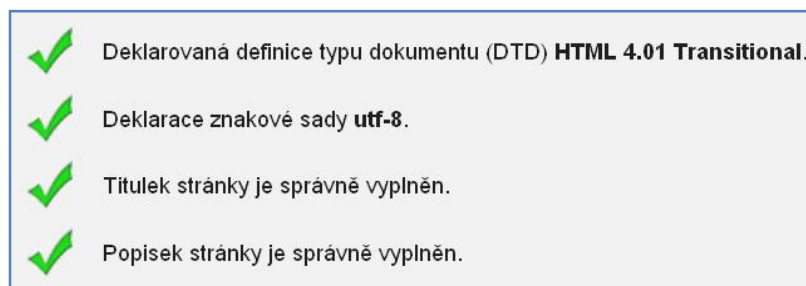 Deklarovaná definice typu dokumentu (DTD) HTML 4.01 Transitional.
Deklarace znakové sady utf-8.
Titulek stránky je správně vyplněn.
Popisek stránky je správně vyplněn.